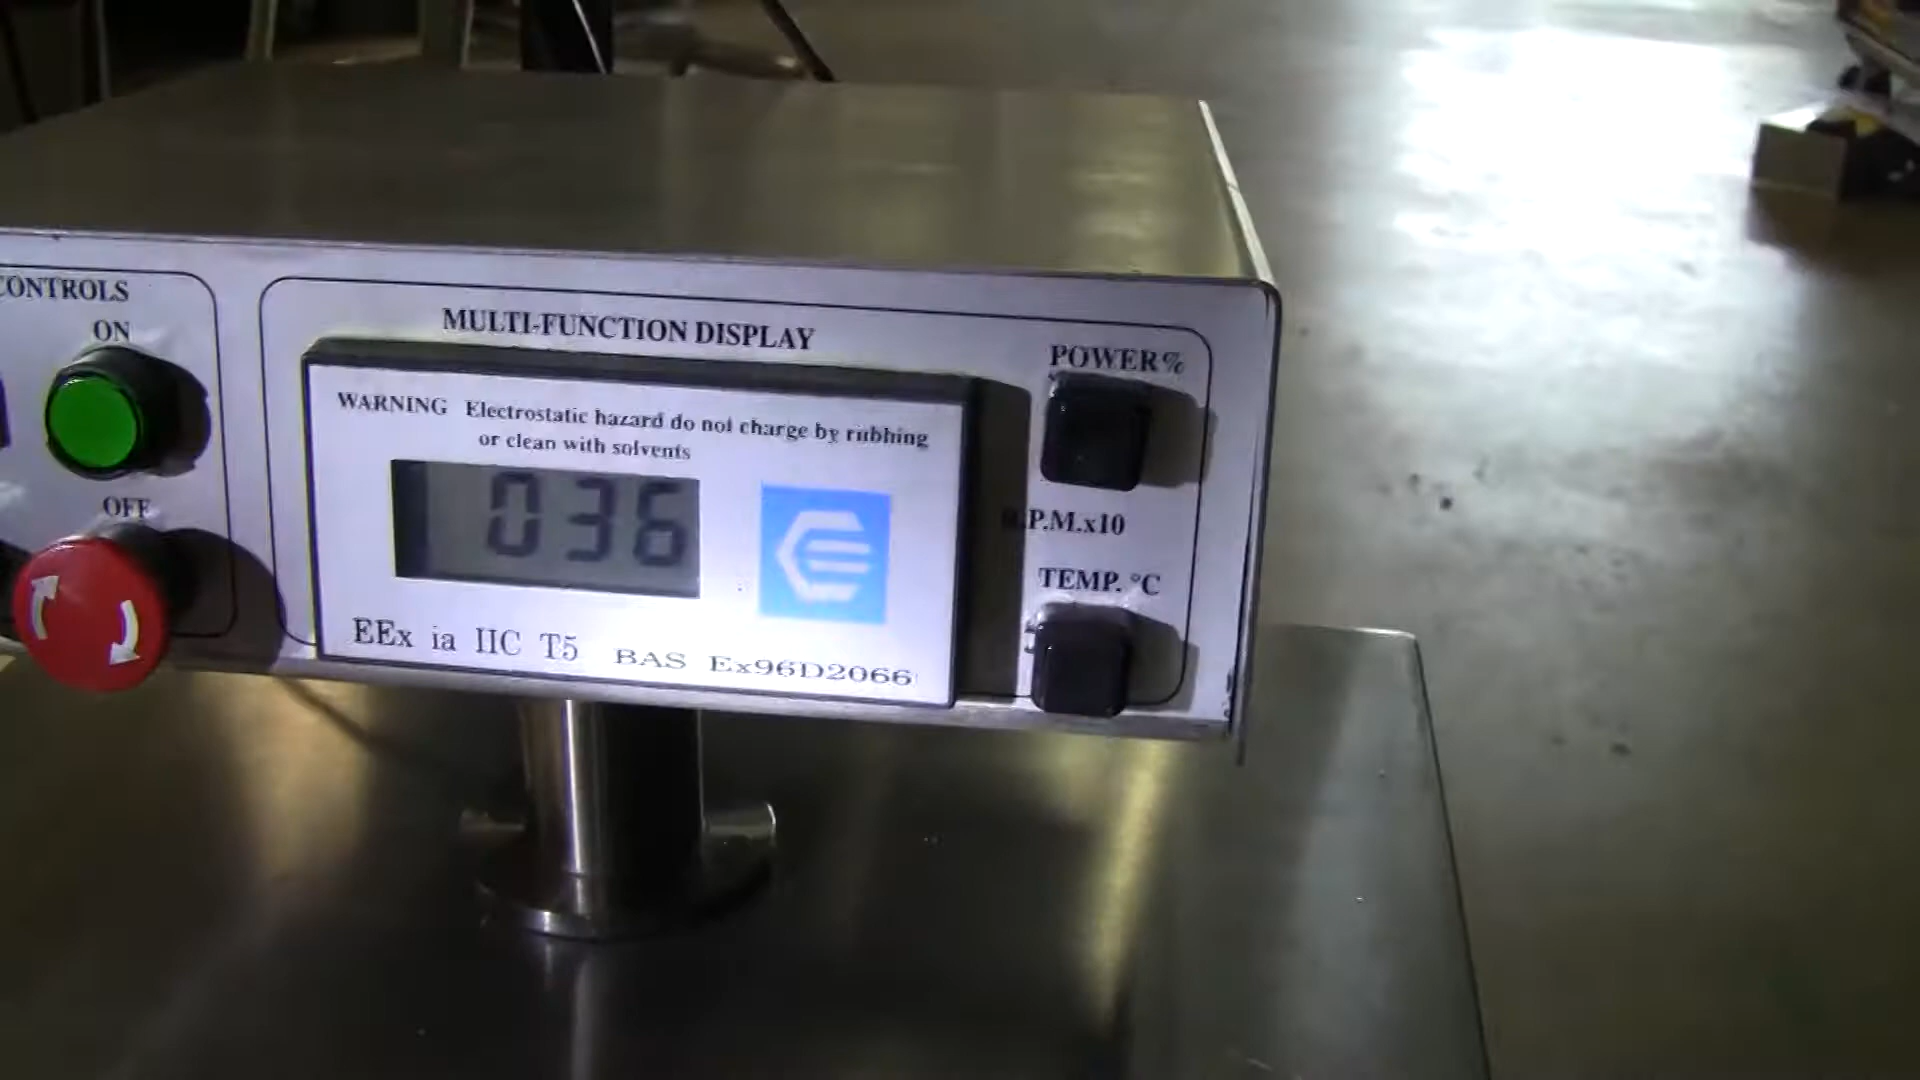 CONTROLS
ON
OFF
MULTI-FUNCTION DISPLAY
WARNING Electrostatic hazard do not charge by rubbing
or clean with solvents
036
EEx ia IIC T5 BAS Ex96D2066
POWER%
R.P.M.x10
TEMP. °C